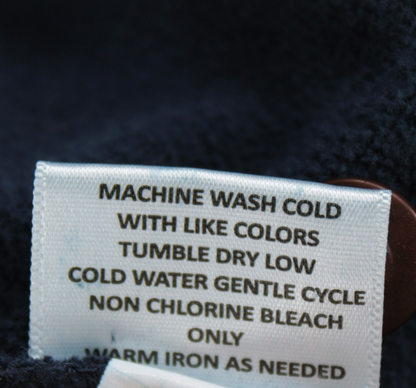 MACHINE WASH COLD
WITH LIKE COLORS
TUMBLE DRY LOW
COLD WATER GENTLE CYCLE
NON CHLORINE BLEACH
ONLY
WARM IRON AS NEEDED